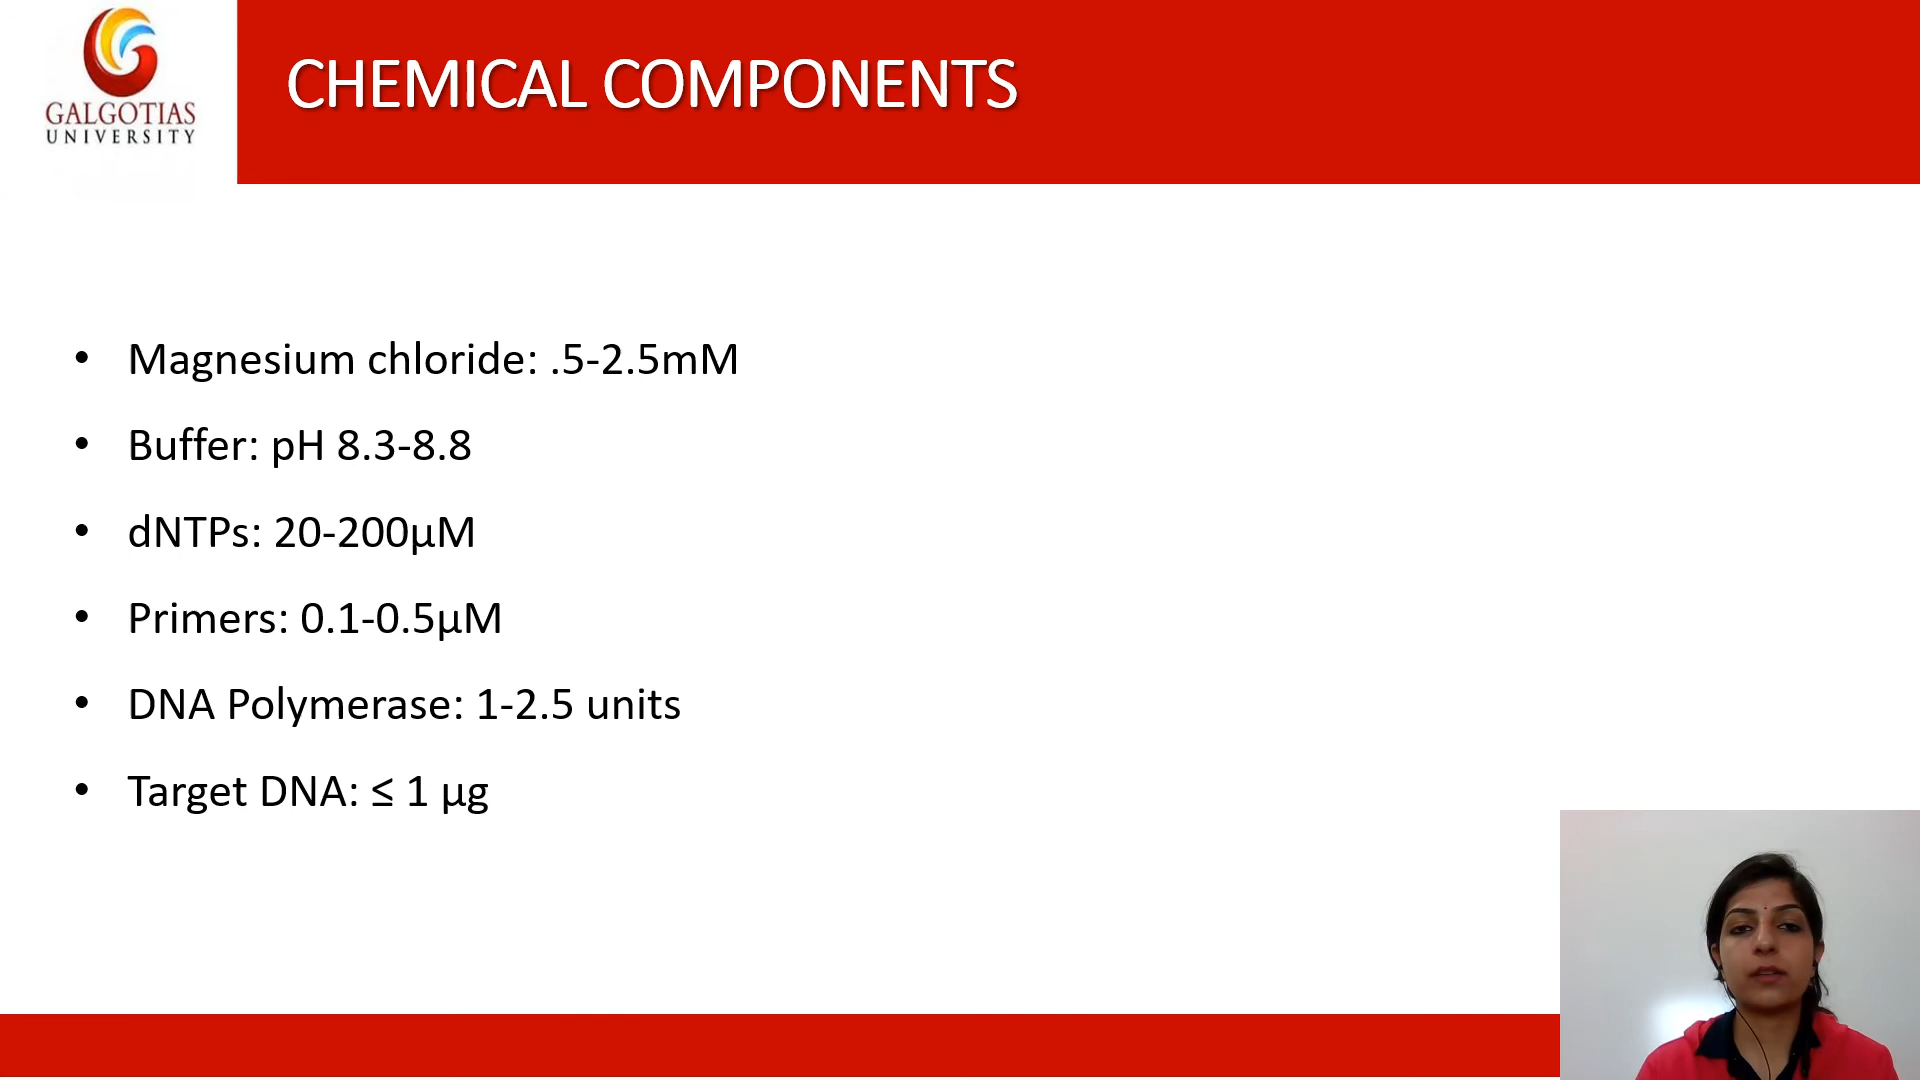 GALGOTIAS
UNIVERSITY
CHEMICAL COMPONENTS
• Magnesium chloride: .5-2.5mM
• Buffer: pH 8.3-8.8
• dNTPs: 20-200µM
• Primers: 0.1-0.5µM
• DNA Polymerase: 1-2.5 units
• Target DNA: ≤ 1 µg